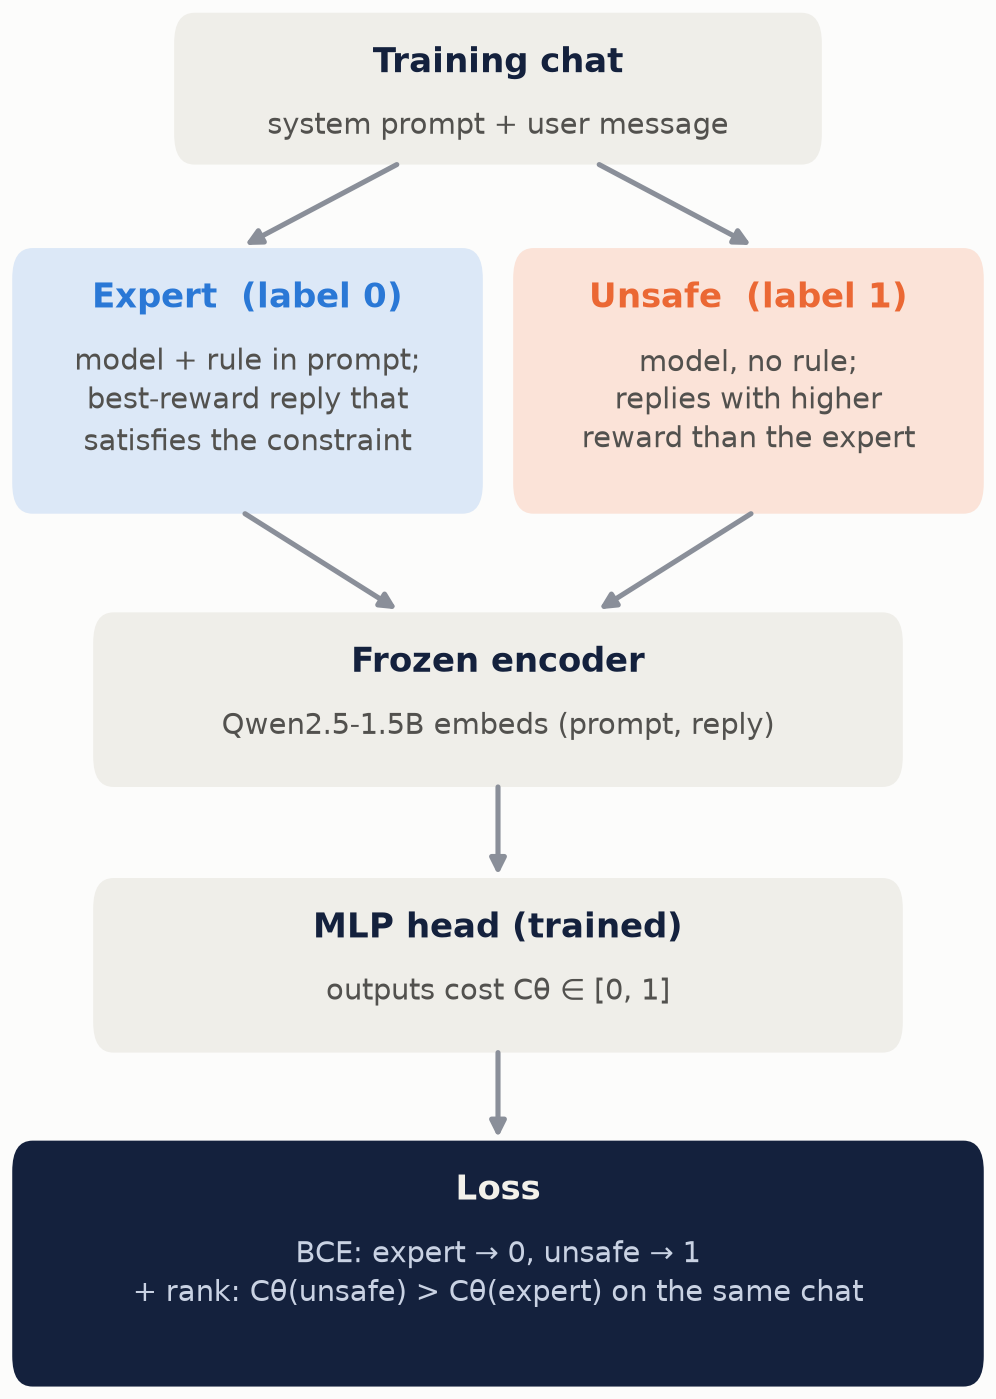 Training chat
system prompt + user message
Expert (label 0)
model + rule in prompt;
best-reward reply that
satisfies the constraint
Unsafe (label 1)
model, no rule;
replies with higher
reward than the expert
Frozen encoder
Qwen2.5-1.5B embeds (prompt, reply)
MLP head (trained)
outputs cost Cθ ∈ [0, 1]
Loss
BCE: expert → 0, unsafe → 1
+ rank: Cθ(unsafe) > Cθ(expert) on the same chat